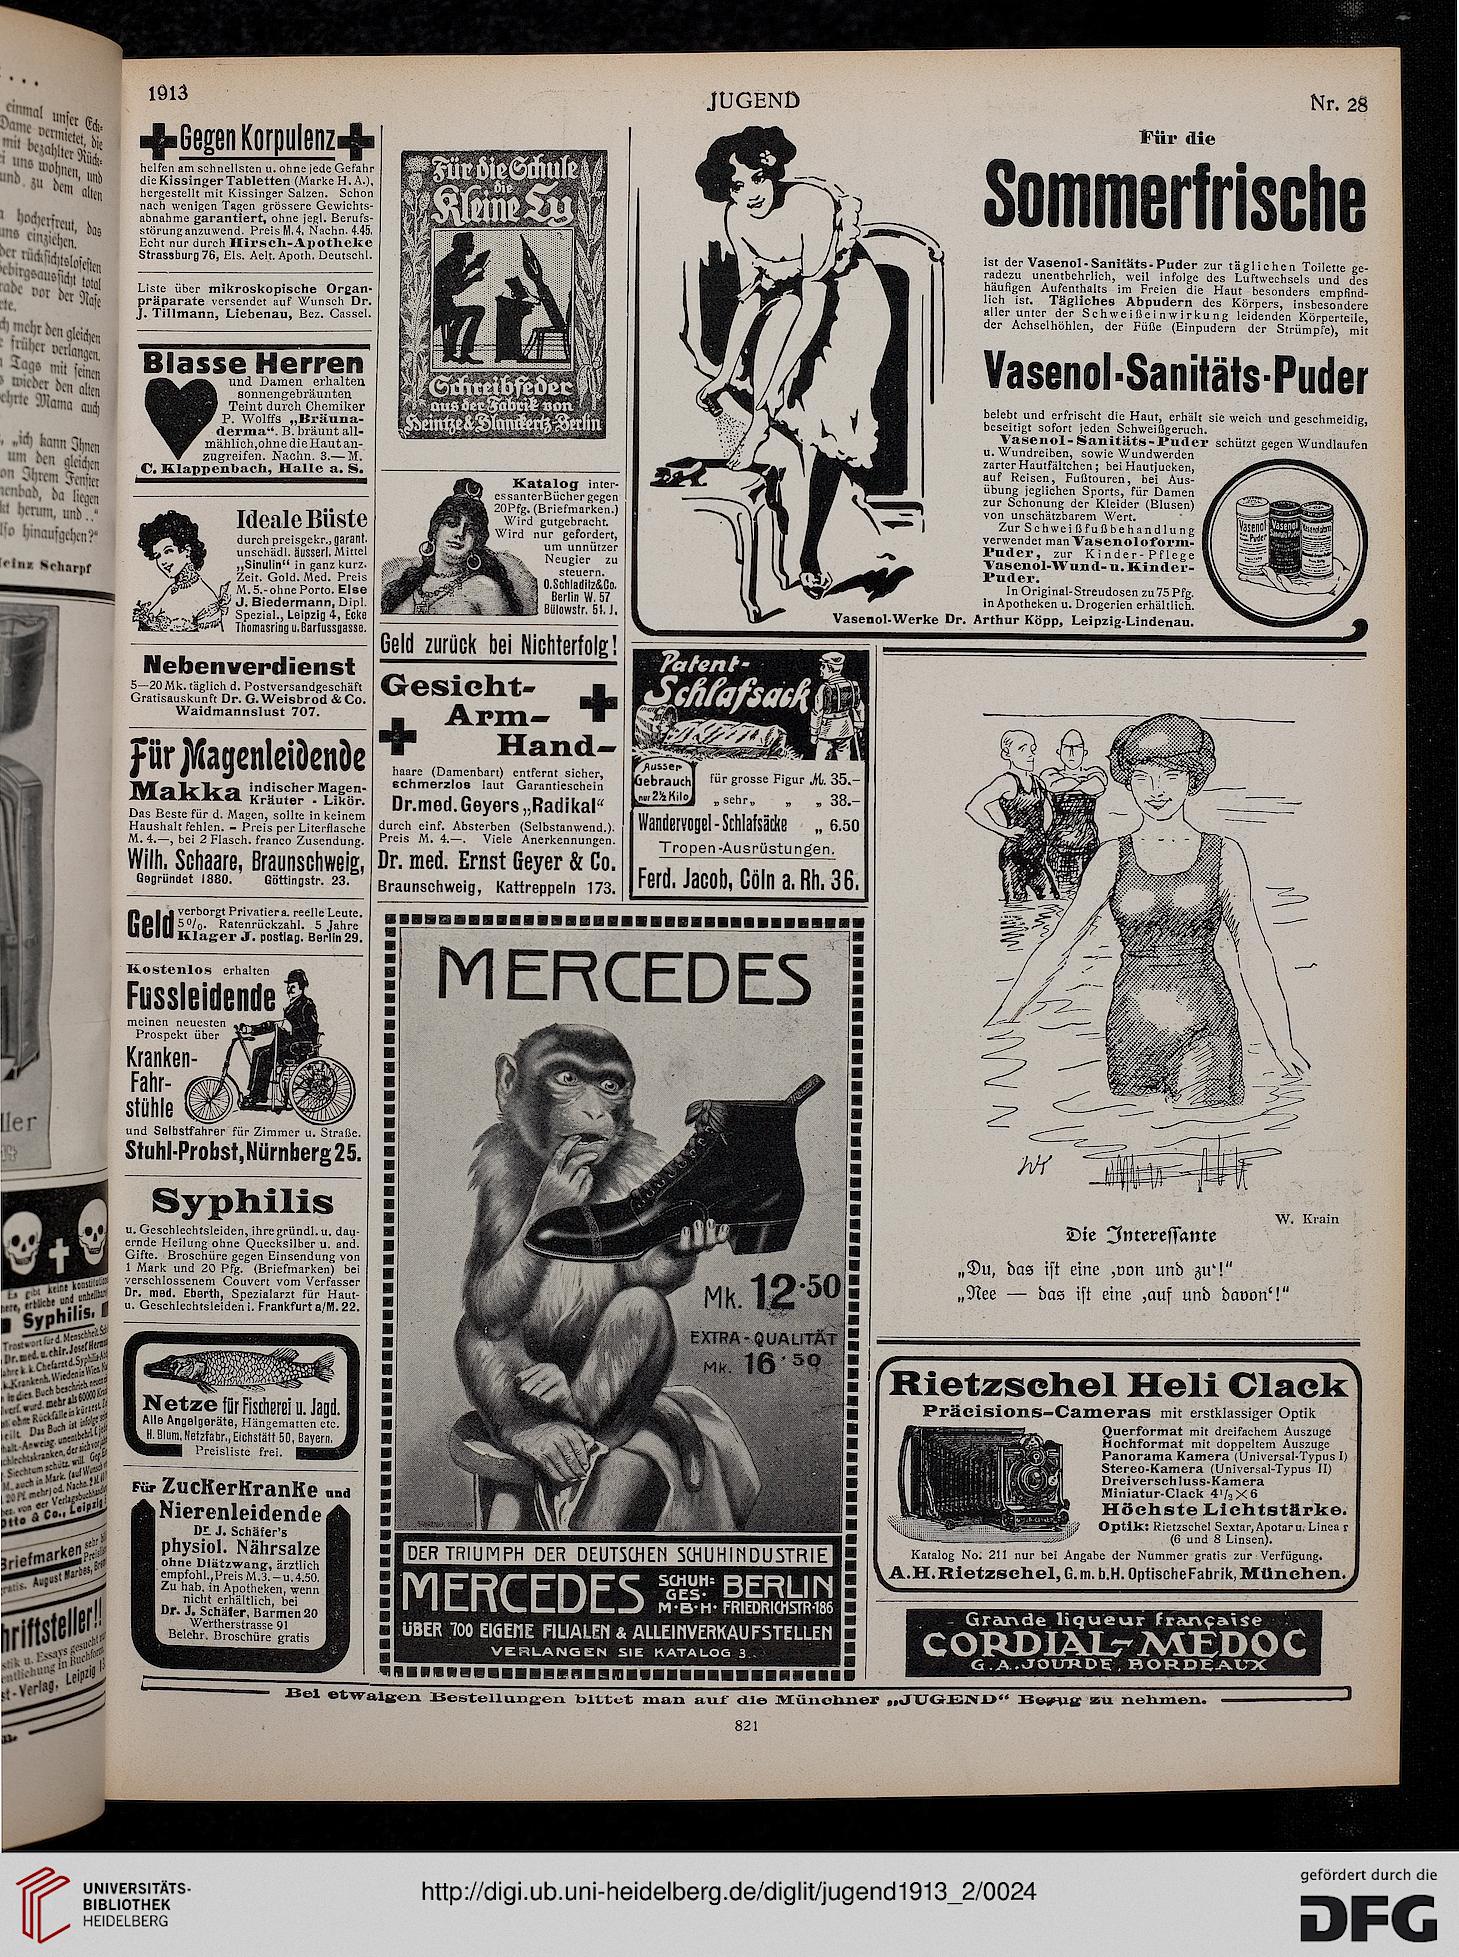 1913
JUGEND
Nr. 28
Gegen Korpulenz
helfen am schnellsten u. ohne jede Gefahr
die Kissinger Tabletten (Marke H. A.),
hergestellt mit Kissinger Salzen. Schon
nach wenigen Tagen grössere Gewichts-
abnahme garantiert, ohne jegl. Berufs-
störung anzuwend. Preis M. 4, Nachn. 4.45.
Echt nur durch Hirsch-Apotheke
Strassburg 76, Els. Aelt. Apoth. Deutschl.
Liste über mikroskopische Organ-
präparate versendet auf Wunsch Dr.
J. Tillmann, Liebenau, Bez. Cassel.
Blasse Herren
und Damen erhalten
sonnengebräunten
Teint durch Chemiker
P. Wolffs „Bräuna-
derma“. B. bräunt all-
mählich, ohne die Haut an-
zugreifen. Nachn. 3.— M.
C. Klappenbach, Halle a. S.
Ideale Büste
durch preisgekr., garant.
unschädl. äusserl. Mittel
„Sinulin“ in ganz kurz.
Zeit. Gold. Med. Preis
M. 5.- ohne Porto. Else
J. Biedermann, Dipl.
Spezial., Leipzig 4, Ecke
Thomasring u. Barfussgasse.
Nebenverdienst
5—20 Mk. täglich d. Postversandgeschäft
Gratisauskunft Dr. G. Weisbrod & Co.
Waidmannslust 707.
Für Magenleidende
Makka indischer Magen-
Kräuter - Likör.
Das Beste für d. Magen, sollte in keinem
Haushalt fehlen. – Preis per Literflasche
M. 4.—, bei 2 Flasch. franco Zusendung.
Wilh. Schaare, Braunschweig,
Gegründet 1880. Göttingstr. 23.
Geld verborgt Privatier a. reelle Leute.
5%. Ratenrückzahl. 5 Jahre
Klager J. postlag. Berlin 29.
Kostenlos erhalten
Fussleidende
meinen neuesten
Prospekt über
Kranken-
Fahr-
stühle
und Selbstfahrer für Zimmer u. Straße.
Stuhl-Probst, Nürnberg 25.
Syphilis
u. Geschlechtsleiden, ihre gründl. u. dau-
ernde Heilung ohne Quecksilber u. and.
Gifte. Broschüre gegen Einsendung von
1 Mark und 20 Pfg. (Briefmarken) bei
verschlossenem Couvert vom Verfasser
Dr. med. Eberth, Spezialarzt für Haut-
u. Geschlechtsleiden i. Frankfurt a/M. 22.
Netze für Fischerei u. Jagd.
Alle Angelgeräte, Hängematten etc.
H. Blum, Netzfabr., Eichstätt 50, Bayern.
Preisliste frei.
Für Zuckerkranke und
Nierenleidende
Dr. J. Schäfer's
physiol. Nährsalze
ohne Diätzwang, ärztlich
empfohl., Preis M. 3.– u. 4.50.
Zu hab. in Apotheken, wenn
nicht erhältlich, bei
Dr. J. Schäfer, Barmen 20
Wertherstrasse 91
Belehr. Broschüre gratis
Für die Schule
die
Kleine Ly
Schreibfeder
aus der Fabrik von
Heintze & Blanckertz Berlin
Katalog inter-
essanter Bücher gegen
20 Pfg. (Briefmarken.)
Wird gutgebracht.
Wird nur gefordert,
um unnützer
Neugier zu
steuern.
O. Schladitz & Co.
Berlin W. 57
Bülowstr. 51. J.
Geld zurück bei Nichterfolg!
Gesicht-
Arm-
Hand-
haare (Damenbart) entfernt sicher,
schmerzlos laut Garantieschein
Dr. med. Geyers „Radikal“
durch einf. Absterben (Selbstanwend.).
Preis M. 4.—. Viele Anerkennungen.
Dr. med. Ernst Geyer & Co.
Braunschweig, Kattreppeln 173.
Patent-
Schlafsack
Ausser
Gebrauch
nur 2½ Kilo
für grosse Figur M. 35.–
„ sehr „ „ „ 38.–
Wandervogel-Schlafsäcke „ 6.50
Tropen-Ausrüstungen.
Ferd. Jacob, Cöln a. Rh. 36.
MERCEDES
Mk. 12·50
EXTRA-QUALITÄT
Mk. 16·50
DER TRIUMPH DER DEUTSCHEN SCHUHINDUSTRIE
MERCEDES SCHUH-
GES·
M·B·H· BERLIN
FRIEDRICHSTR·186
ÜBER 700 EIGENE FILIALEN & ALLEINVERKAUFSTELLEN
VERLANGEN SIE KATALOG 3.
Für die
Sommerfrische
ist der Vasenol-Sanitäts-Puder zur täglichen Toilette ge-
radezu unentbehrlich, weil infolge des Luftwechsels und des
häufigen Aufenthalts im Freien die Haut besonders empfind-
lich ist. Tägliches Abpudern des Körpers, insbesondere
aller unter der Schweißeinwirkung leidenden Körperteile,
der Achselhöhlen, der Füße (Einpudern der Strümpfe), mit
Vasenol-Sanitäts-Puder
belebt und erfrischt die Haut, erhält sie weich und geschmeidig,
beseitigt sofort jeden Schweißgeruch.
Vasenol-Sanitäts-Puder schützt gegen Wundlaufen
u. Wundreiben, sowie Wundwerden
zarter Hautfältchen; bei Hautjucken,
auf Reisen, Fußtouren, bei Aus-
übung jeglichen Sports, für Damen
zur Schonung der Kleider (Blusen)
von unschätzbarem Wert.
Zur Schweißfußbehandlung
verwendet man Vasenoloform-
Puder, zur Kinder-Pflege
Vasenol-Wund- u. Kinder-
Puder.
In Original-Streudosen zu 75 Pfg.
in Apotheken u. Drogerien erhältlich.
Vasenol-Werke Dr. Arthur Köpp, Leipzig-Lindenau.
W. Krain
Die Interessante
„Du, das ist eine ‚von und zu‘!“
„Nee — das ist eine ‚auf und davon‘!“
Rietzschel Heli Clack
Präcisions-Cameras mit erstklassiger Optik
Querformat mit dreifachem Auszuge
Hochformat mit doppeltem Auszuge
Panorama Kamera (Universal-Typus I)
Stereo-Kamera (Universal-Typus II)
Dreiverschluss-Kamera
Miniatur-Clack 4½×6
Höchste Lichtstärke.
Optik: Rietzschel Sextar, Apotar u. Linear
(6 und 8 Linsen).
Katalog No. 211 nur bei Angabe der Nummer gratis zur Verfügung.
A. H. Rietzschel, G. m. b. H. Optische Fabrik, München.
Grande liqueur française
CORDIAL-MÉDOC
G. A. JOURDE, BORDEAUX
Bei etwaigen Bestellungen bittet man auf die Münchner „JUGEND“ Bezug zu nehmen.
821
UNIVERSITÄTS-
BIBLIOTHEK
HEIDELBERG
http://digi.ub.uni-heidelberg.de/diglit/jugend1913_2/0024
gefördert durch die
DFG